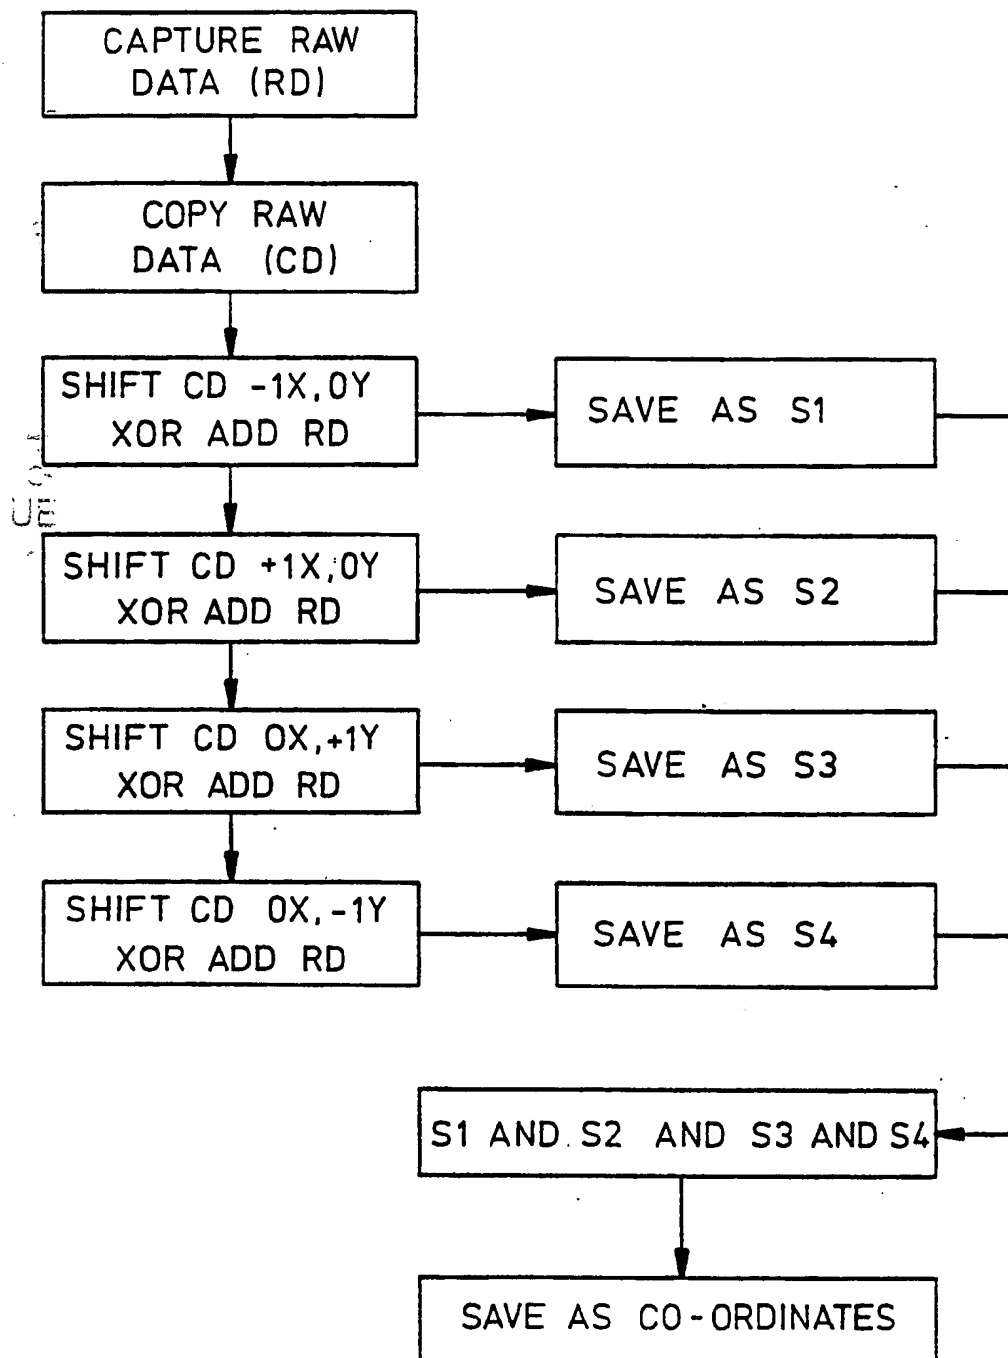 CAPTURE RAW
DATA (RD)
COPY RAW
DATA (CD)
SHIFT CD -1X,0Y
XOR ADD RD
SAVE AS S1
UE
SHIFT CD +1X,0Y
XOR ADD RD
SAVE AS S2
SHIFT CD 0X,+1Y
XOR ADD RD
SAVE AS S3
SHIFT CD 0X,-1Y
XOR ADD RD
SAVE AS S4
S1 AND S2 AND S3 AND S4
SAVE AS CO-ORDINATES